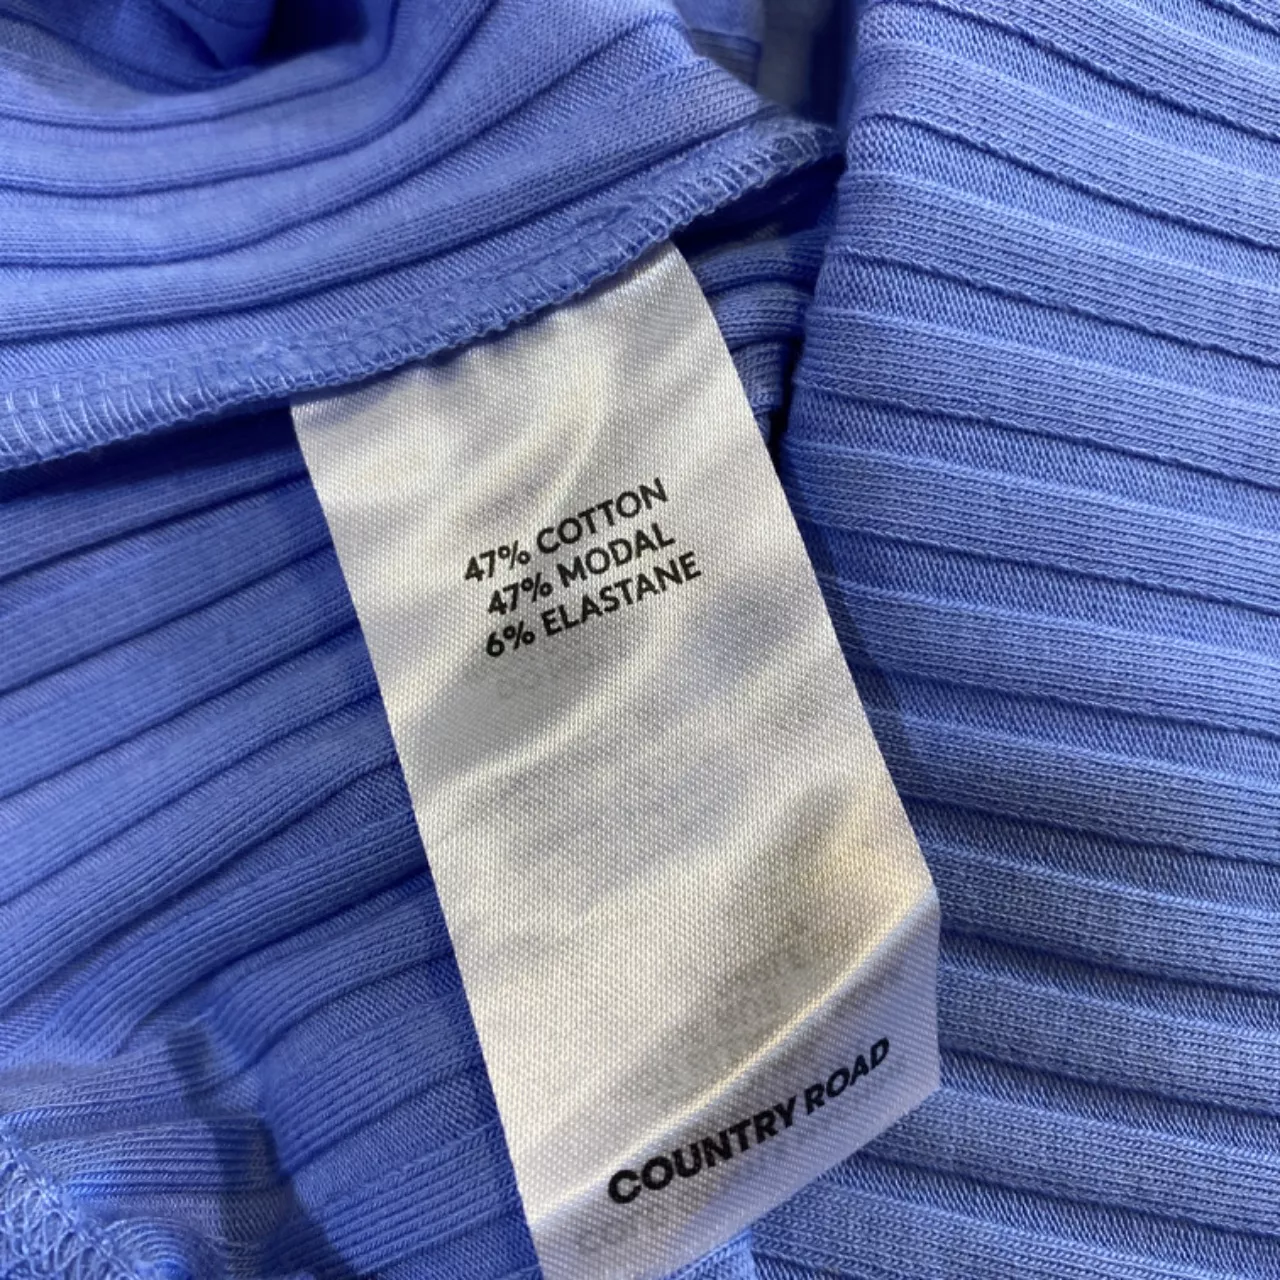 47% COTTON
47% MODAL
6% ELASTANE
COUNTRY ROAD